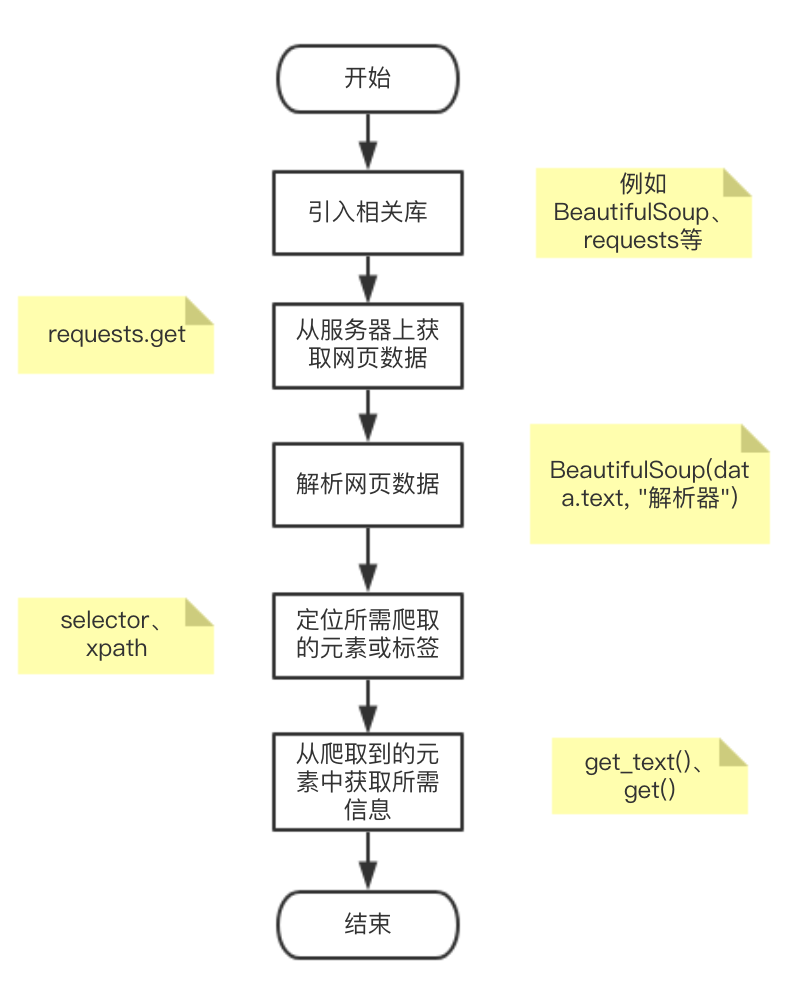 开始
引入相关库
例如
BeautifulSoup、
requests等
requests.get
从服务器上获
取网页数据
解析网页数据
BeautifulSoup(dat
a.text, "解析器")
selector、
xpath
定位所需爬取
的元素或标签
从爬取到的元
素中获取所需
信息
get_text()、
get()
结束